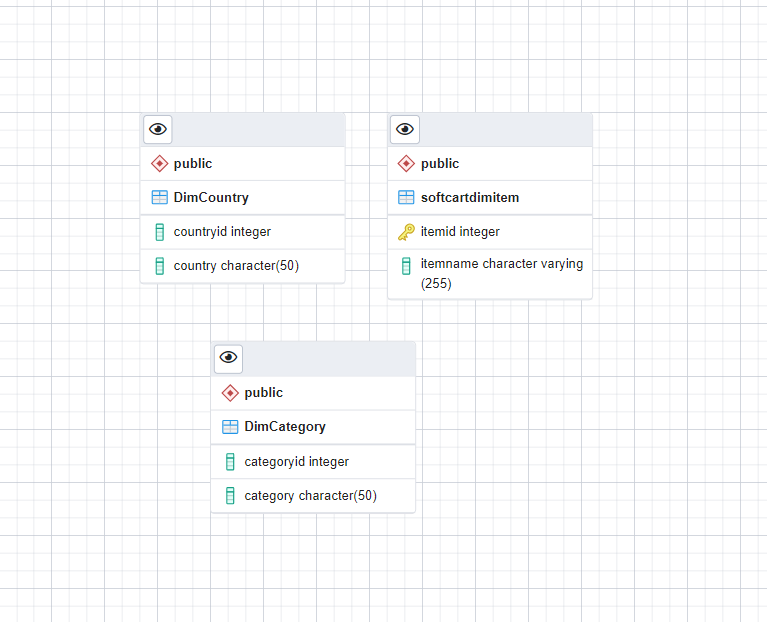 public
DimCountry
countryid integer
country character(50)
public
softcartdimitem
itemid integer
itemname character varying
(255)
public
DimCategory
categoryid integer
category character(50)